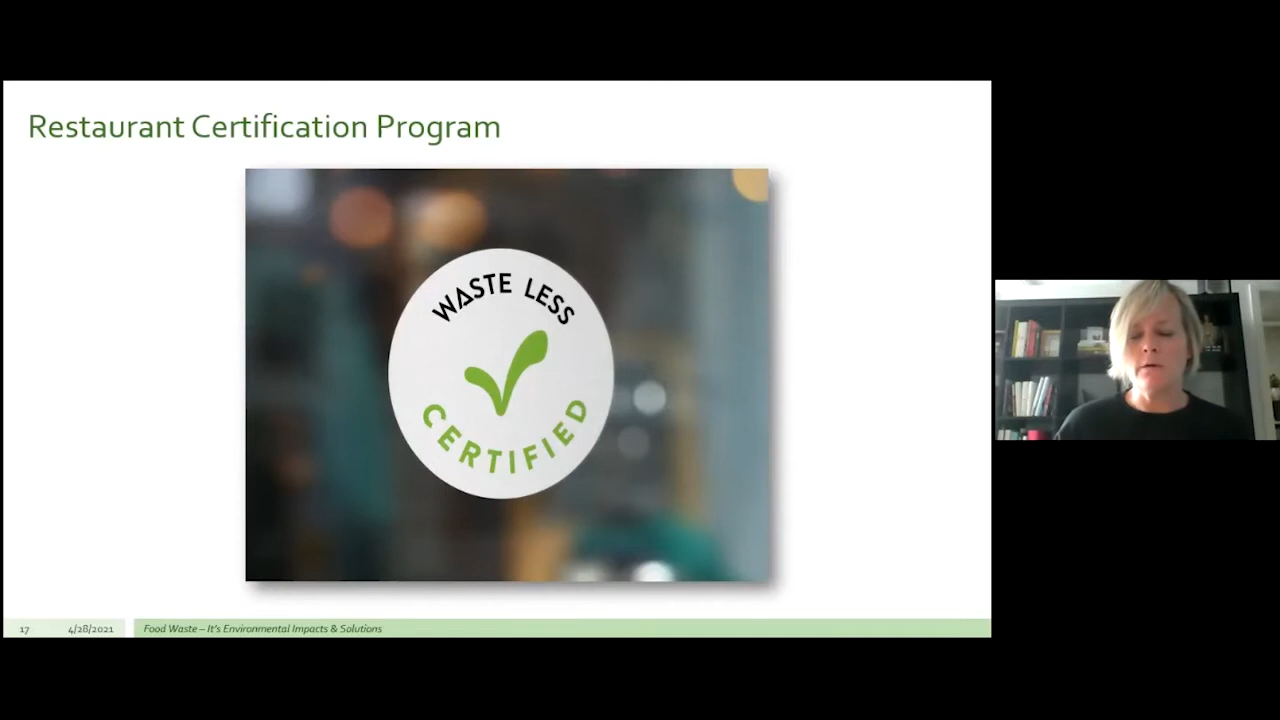 Restaurant Certification Program
WASTE LESS
CERTIFIED
17
4/28/2021
Food Waste – It's Environmental Impacts & Solutions